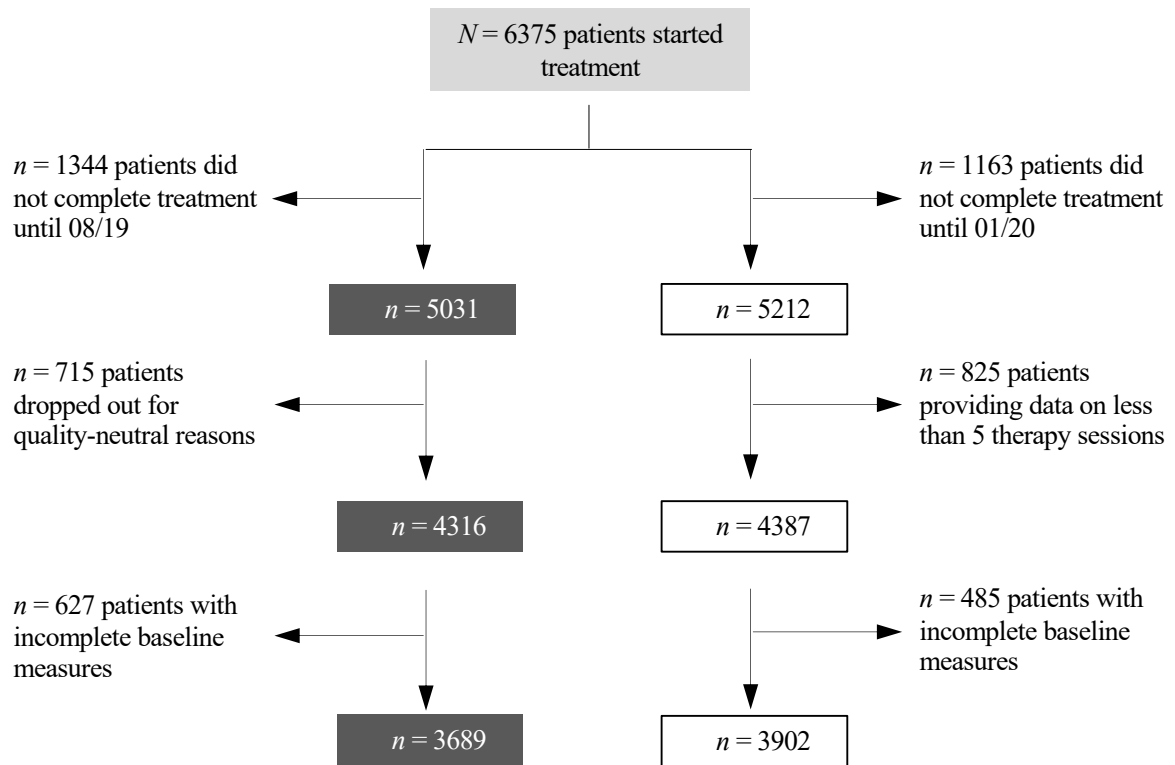 N = 6375 patients started
treatment
n = 1344 patients did
not complete treatment
until 08/19
n = 1163 patients did
not complete treatment
until 01/20
n = 5031
n = 5212
n = 715 patients
dropped out for
quality-neutral reasons
n = 825 patients
providing data on less
than 5 therapy sessions
n = 4316
n = 4387
n = 627 patients with
incomplete baseline
measures
n = 485 patients with
incomplete baseline
measures
n = 3689
n = 3902